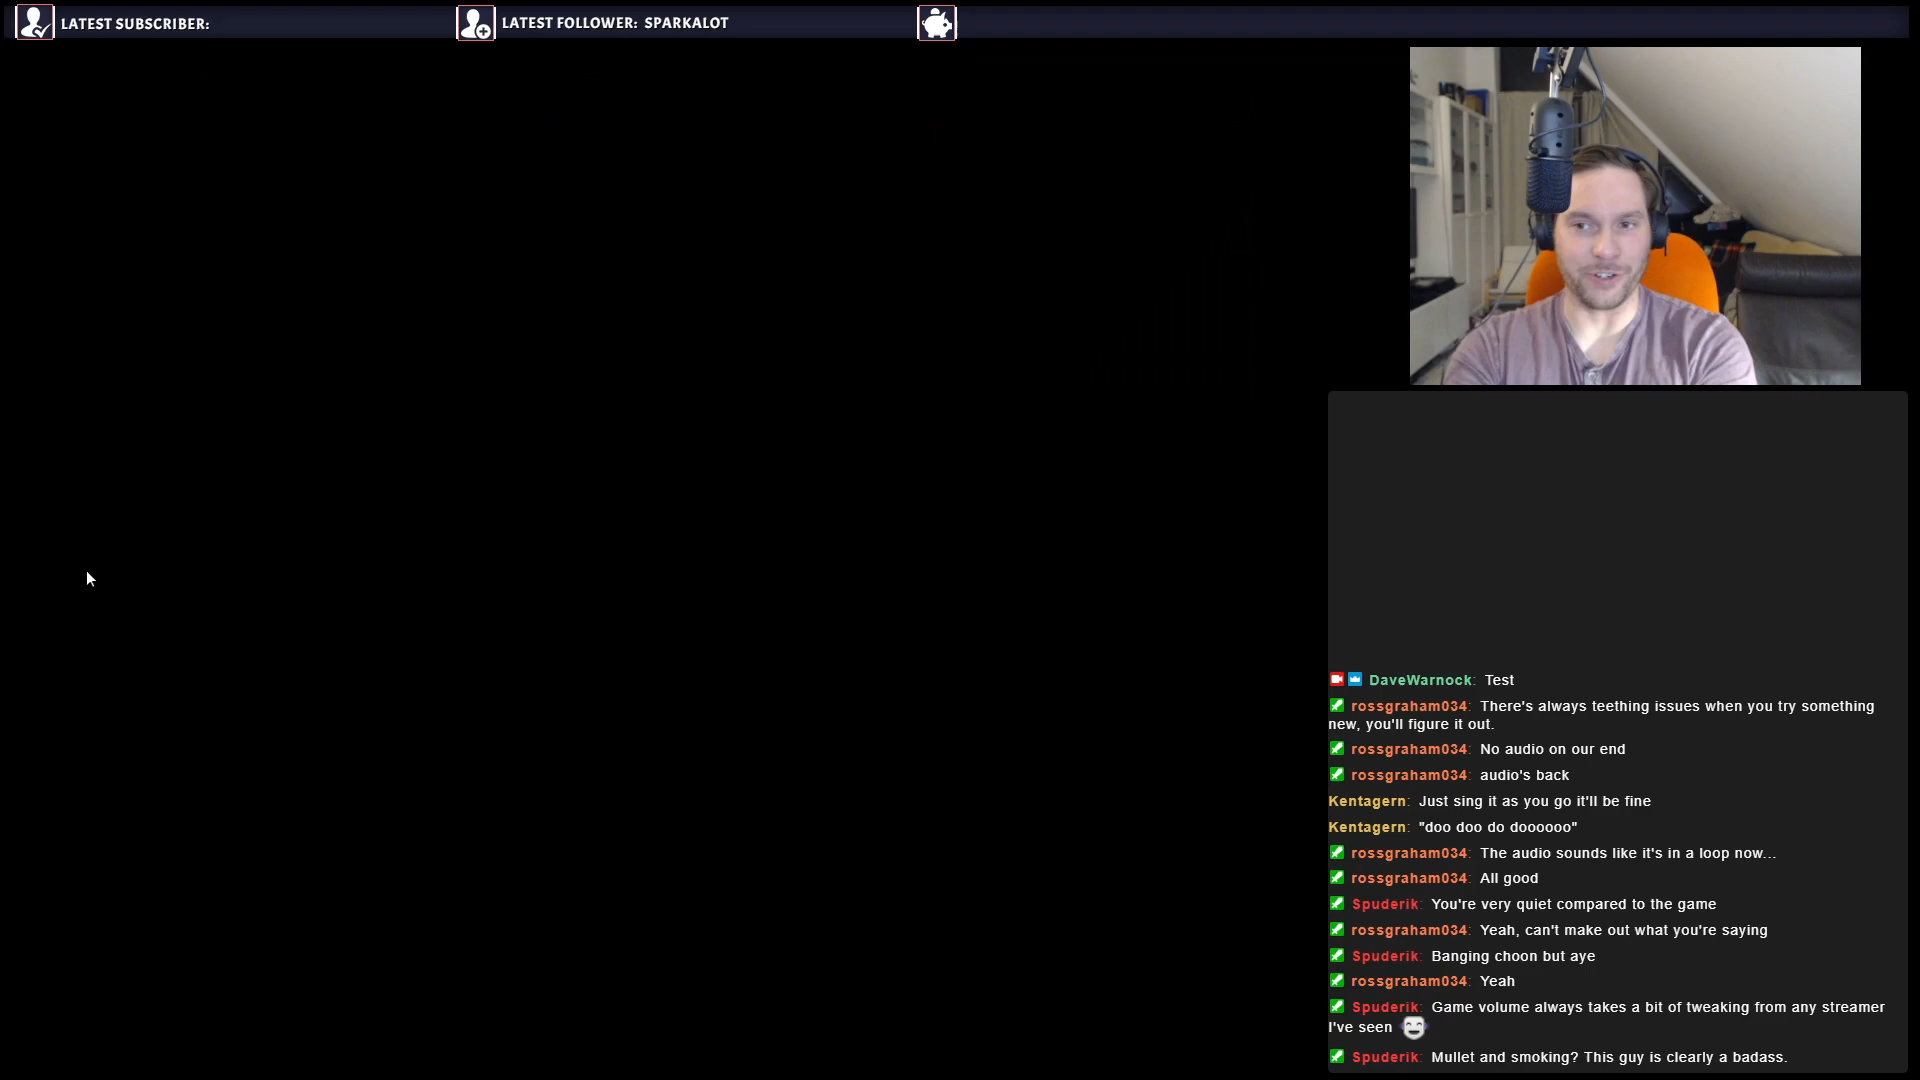 LATEST SUBSCRIBER:
LATEST FOLLOWER: SPARKALOT
DaveWarnock: Test
rossgraham034: There's always teething issues when you try something
new, you'll figure it out.
rossgraham034: No audio on our end
rossgraham034: audio's back
Kentagern: Just sing it as you go it'll be fine
Kentagern: "doo doo do doooooo"
rossgraham034: The audio sounds like it's in a loop now...
rossgraham034: All good
Spuderik: You're very quiet compared to the game
rossgraham034: Yeah, can't make out what you're saying
Spuderik: Banging choon but aye
rossgraham034: Yeah
Spuderik: Game volume always takes a bit of tweaking from any streamer
I've seen
Spuderik: Mullet and smoking? This guy is clearly a badass.